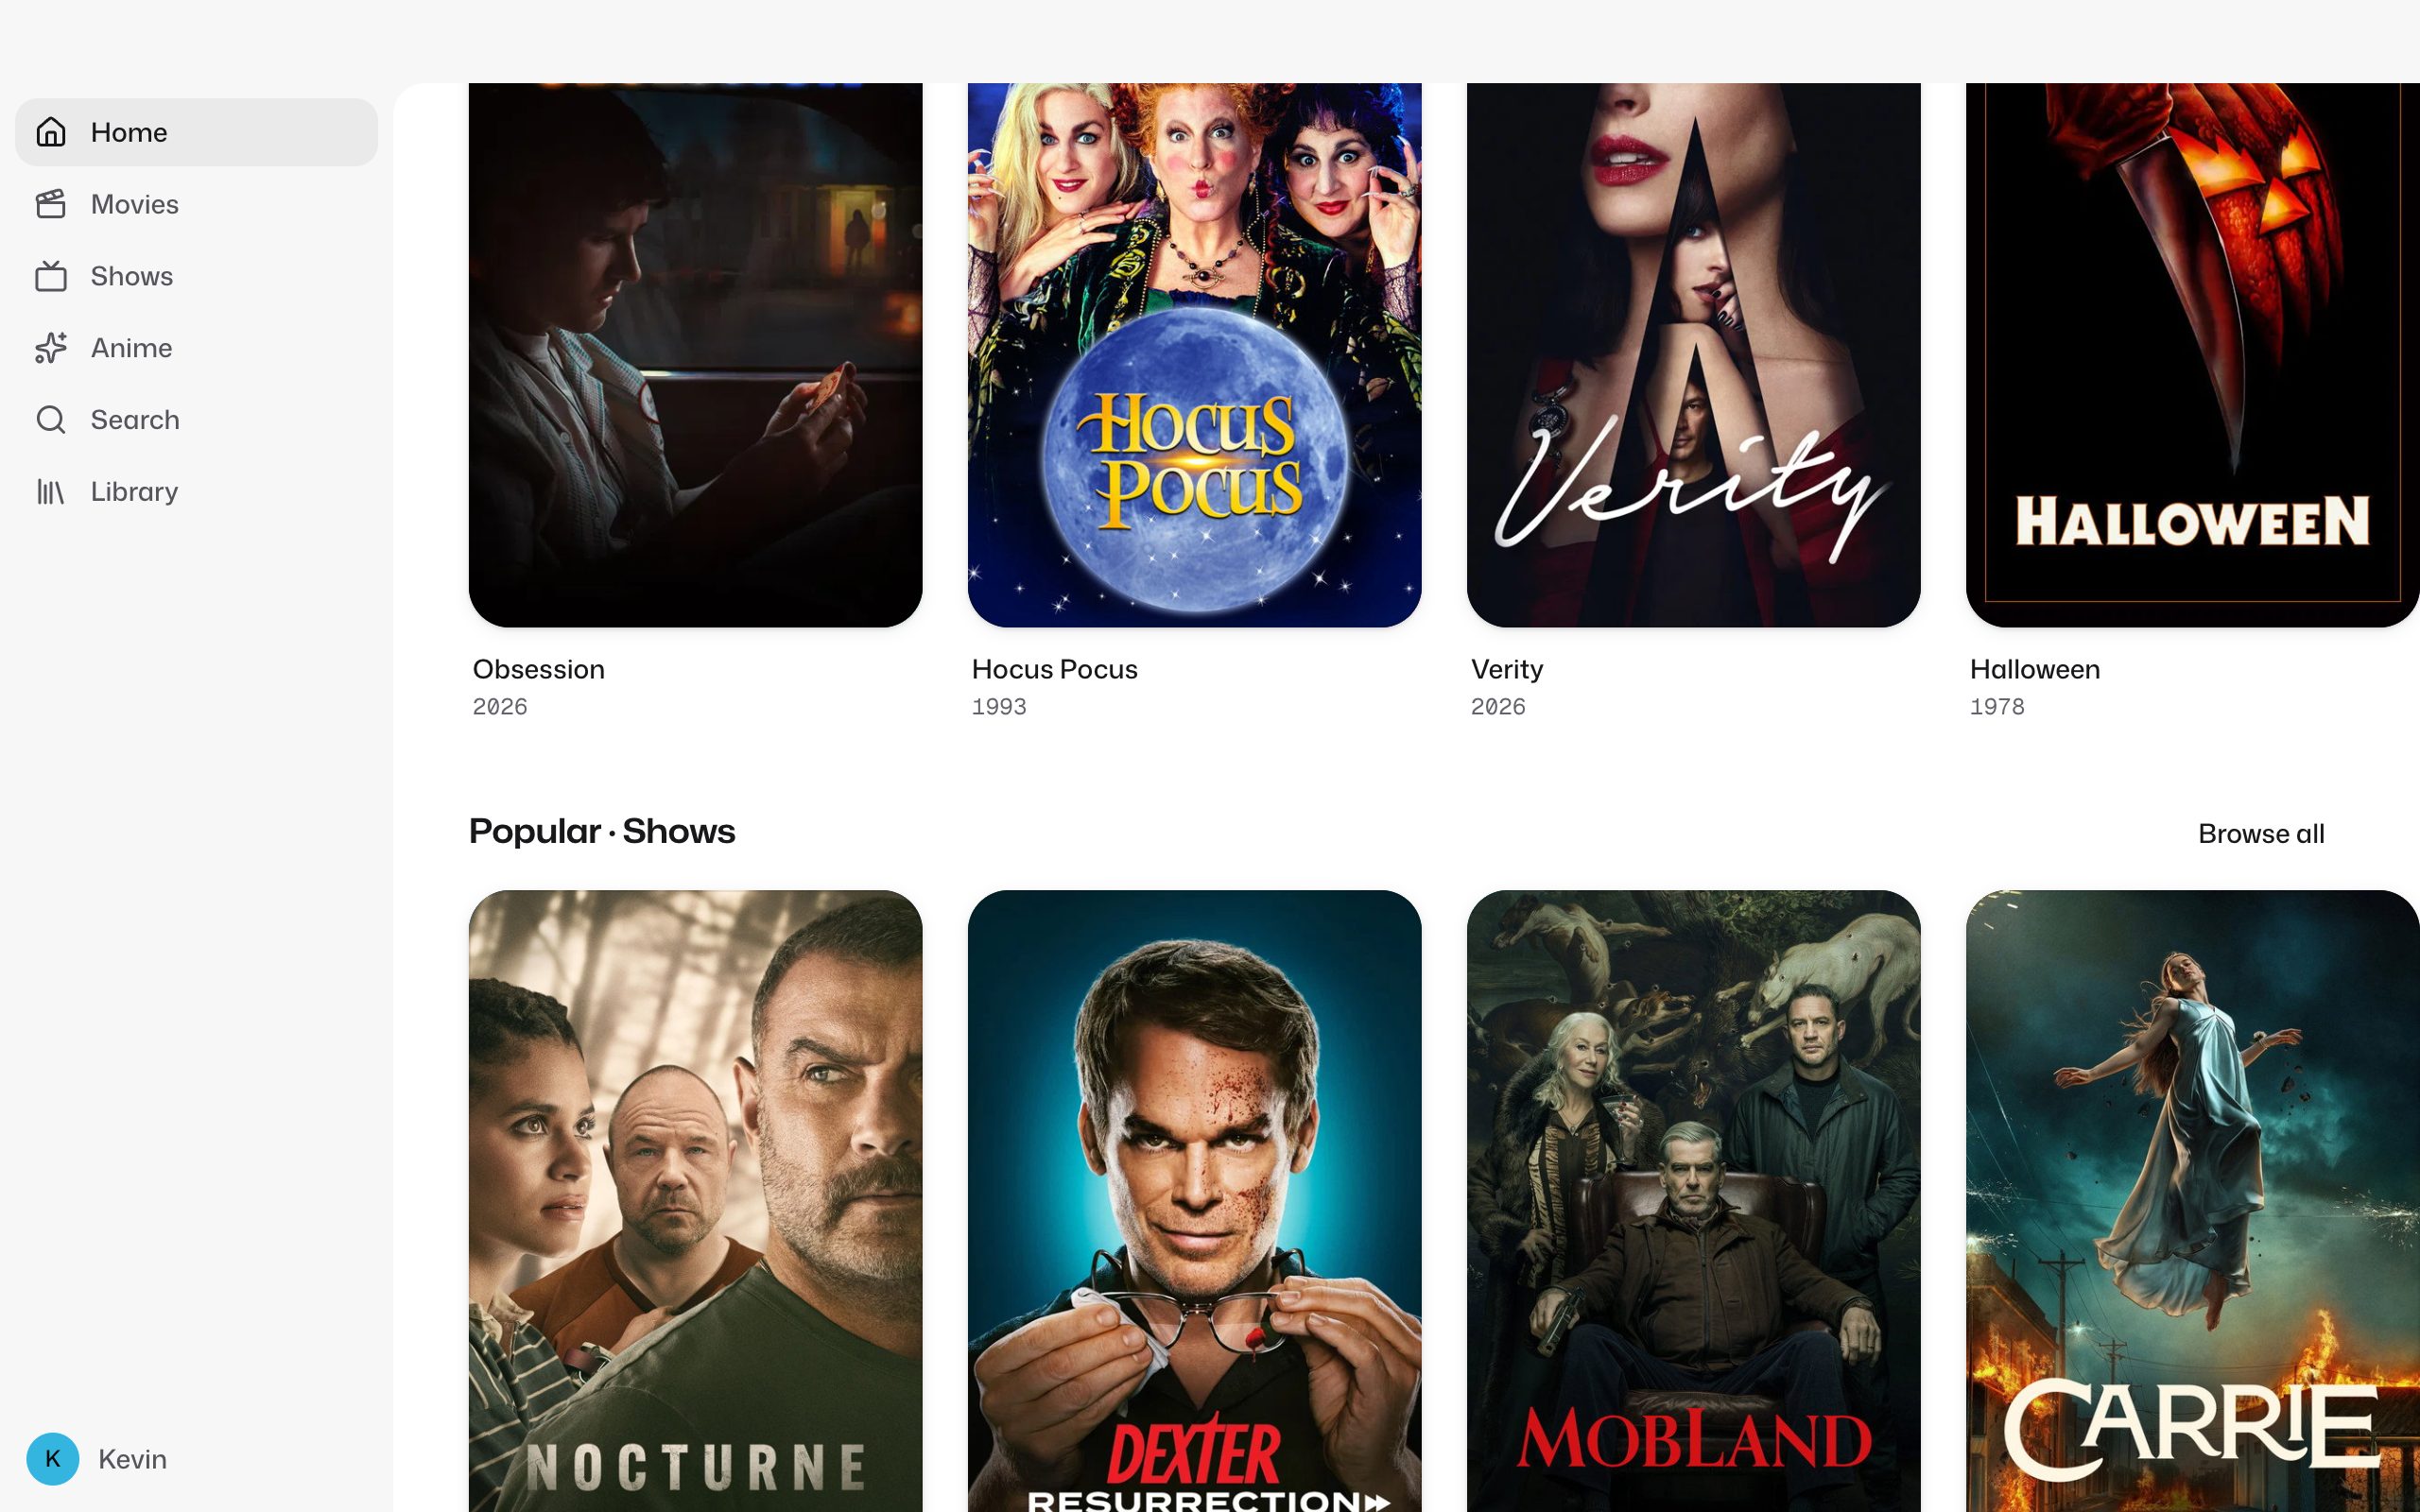 Home
Movies
Shows
Anime
Search
Library
HOCUS
POCUS
Verity
HALLOWEEN
Obsession
2026
Hocus Pocus
1993
Verity
2026
Halloween
1978
Popular · Shows
Browse all
NOCTURNE
DEXTER
RESURRECTION
MOBLAND
CARRIE
K
Kevin